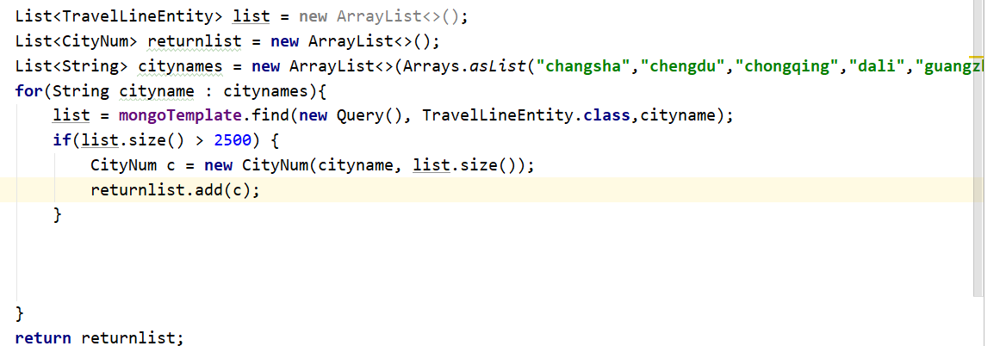 List<TravelLineEntity> list = new ArrayList<>();
List<CityNum> returnlist = new ArrayList<>();
List<String> citynames = new ArrayList<>(Arrays.asList("changsha","chengdu","chongqing","dali","guangz
for(String cityname : citynames){
list = mongoTemplate.find(new Query(), TravelLineEntity.class,cityname);
if(list.size() > 2500) {
CityNum c = new CityNum(cityname, list.size());
returnlist.add(c);
}
}
return returnlist;